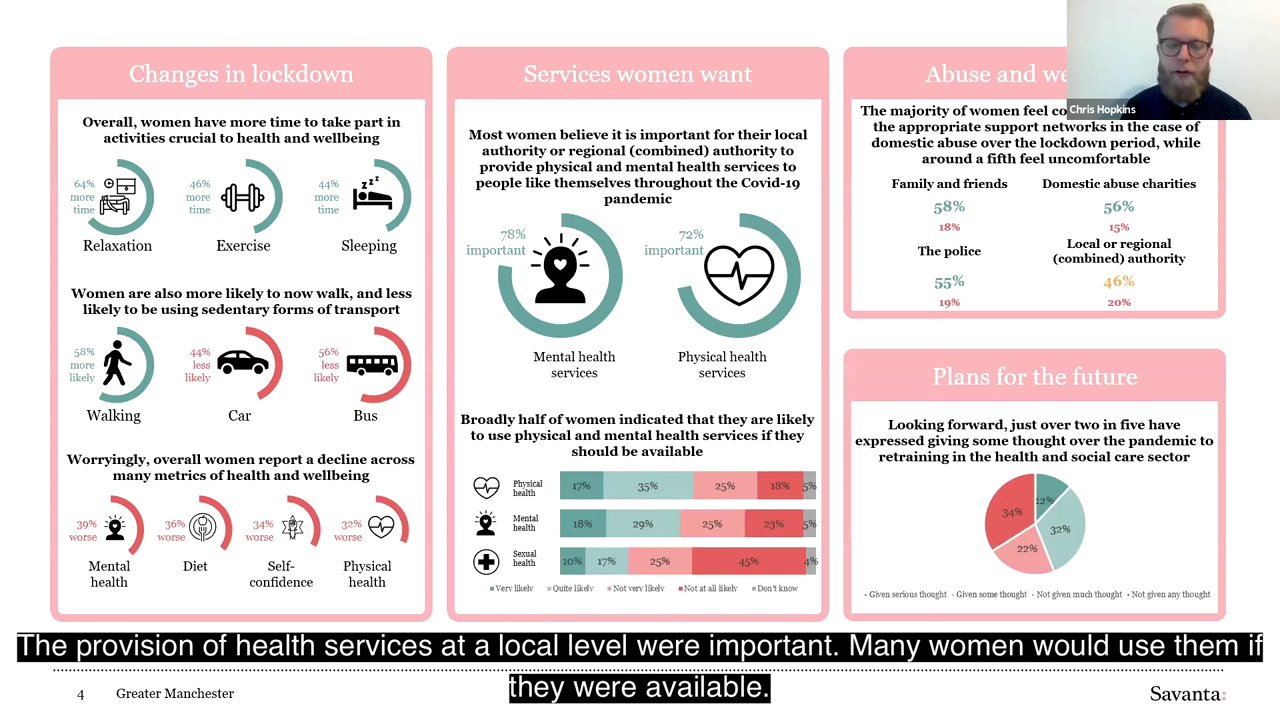 Changes in lockdown
Overall, women have more time to take part in
activities crucial to health and wellbeing
64%
more
time
Relaxation
46%
more
time
Exercise
44%
more
time
Sleeping
Women are also more likely to now walk, and less
likely to be using sedentary forms of transport
58%
more
likely
Walking
44%
less
likely
Car
56%
less
likely
Bus
Worryingly, overall women report a decline across
many metrics of health and wellbeing
39%
worse
Mental
health
36%
worse
Diet
34%
worse
Self-
confidence
32%
worse
Physical
health
Services women want
Most women believe it is important for their local
authority or regional (combined) authority to
provide physical and mental health services to
people like themselves throughout the Covid-19
pandemic
78%
important
Mental health
services
72%
important
Physical health
services
Broadly half of women indicated that they are likely
to use physical and mental health services if they
should be available
Physical
health
17% 35% 25% 18% 5%
Mental
health
18% 29% 25% 23% 5%
Sexual
health
10% 17% 25% 45% 4%
Very likely Quite likely Not very likely Not at all likely Don't know
Abuse and we
The majority of women feel co
the appropriate support networks in the case of
domestic abuse over the lockdown period, while
around a fifth feel uncomfortable
Family and friends
58%
18%
Domestic abuse charities
56%
15%
The police
55%
19%
Local or regional
(combined) authority
46%
20%
Plans for the future
Looking forward, just over two in five have
expressed giving some thought over the pandemic to
retraining in the health and social care sector
12%
32%
22%
34%
Given serious thought Given some thought Not given much thought Not given any thought
Chris Hopkins
The provision of health services at a local level were important. Many women would use them if
they were available.
4 Greater Manchester
Savanta: